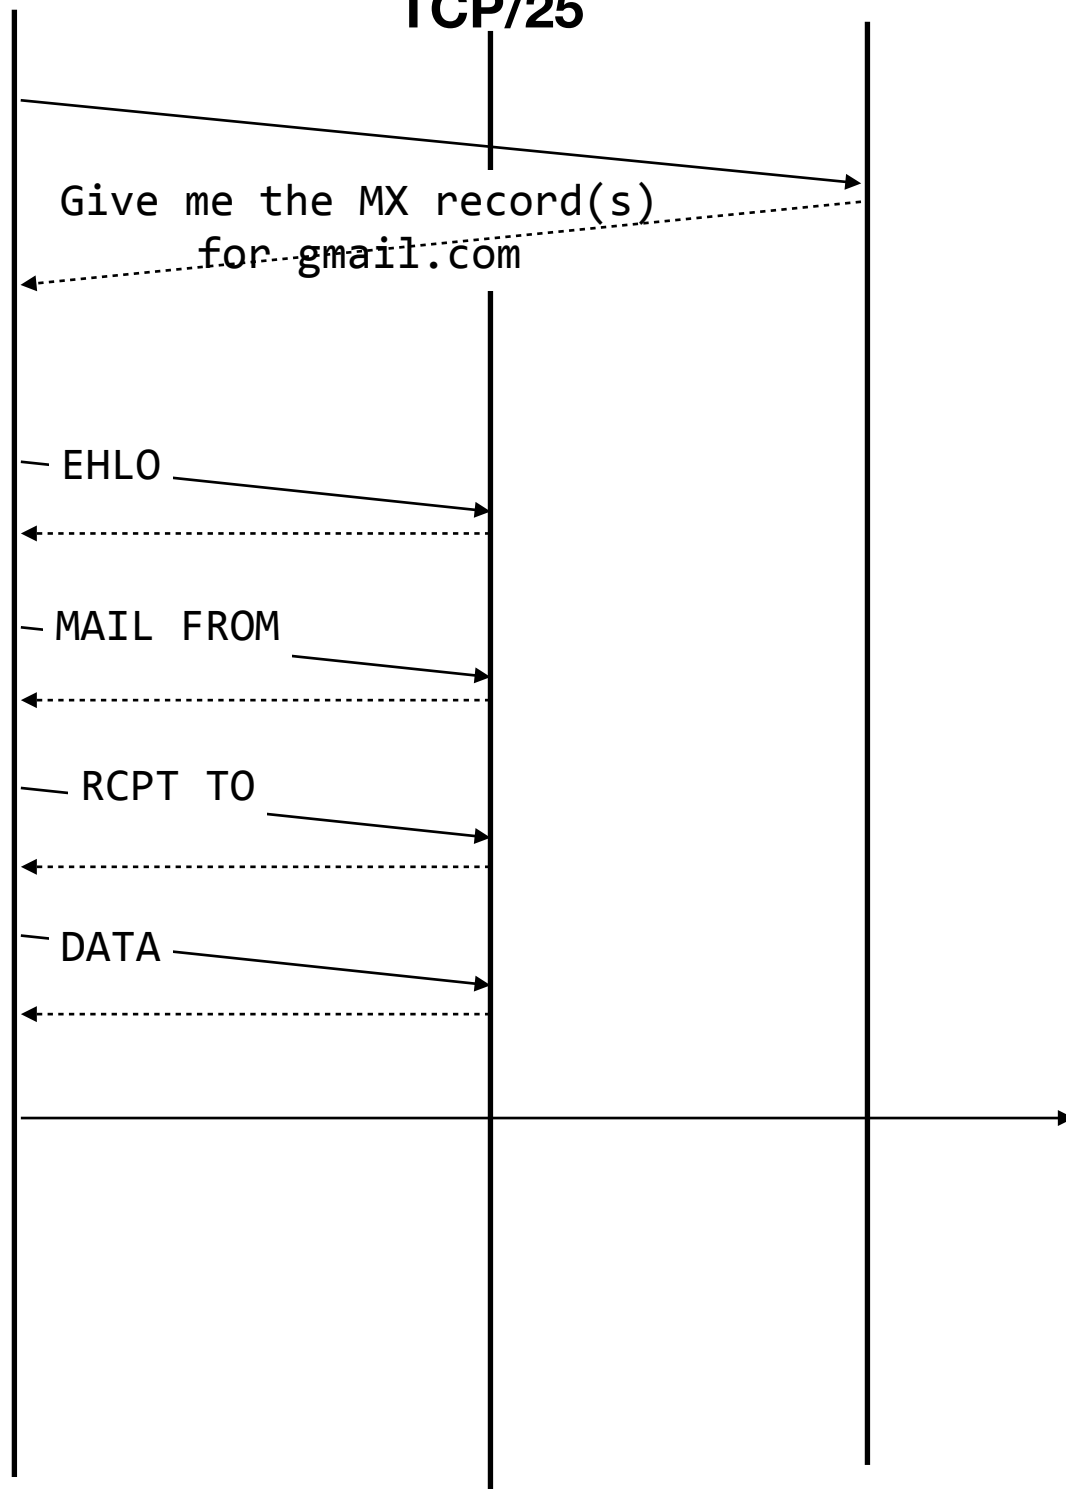 TCP/25
Give me the MX record(s)
for gmail.com
EHLO
MAIL FROM
RCPT TO
DATA